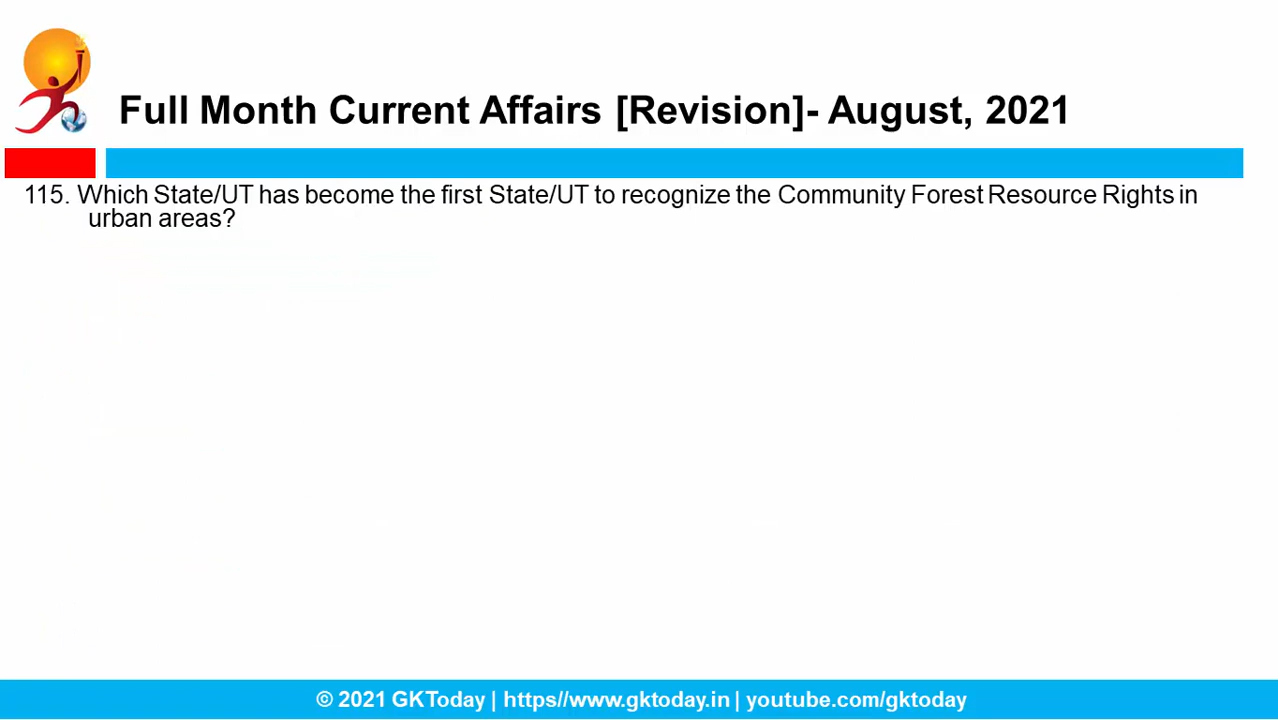 Full Month Current Affairs [Revision]- August, 2021
115. Which State/UT has become the first State/UT to recognize the Community Forest Resource Rights in
urban areas?
© 2021 GKToday | https//www.gktoday.in | youtube.com/gktoday